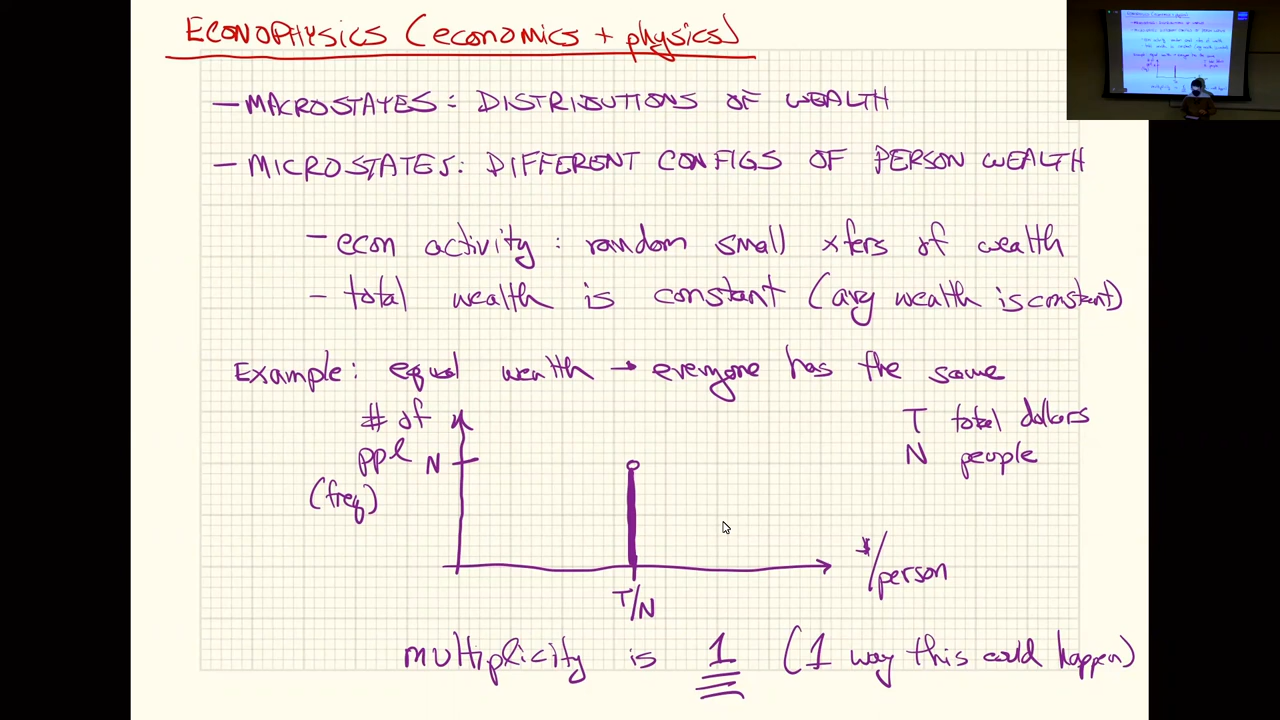 ECONOPHYSICS (economics + physics)
- MACROSTATES: DISTRIBUTIONS OF WEALTH
- MICROSTATES: DIFFERENT CONFIGS OF PERSON WEALTH
- econ activity: random small xfers of wealth
- total wealth is constant (avg wealth is constant)
Example: equal wealth → everyone has the same
# of
ppl
(freq)
N
T total dollars
N people
$/person
T/N
multiplicity is 1 (1 way this could happen)